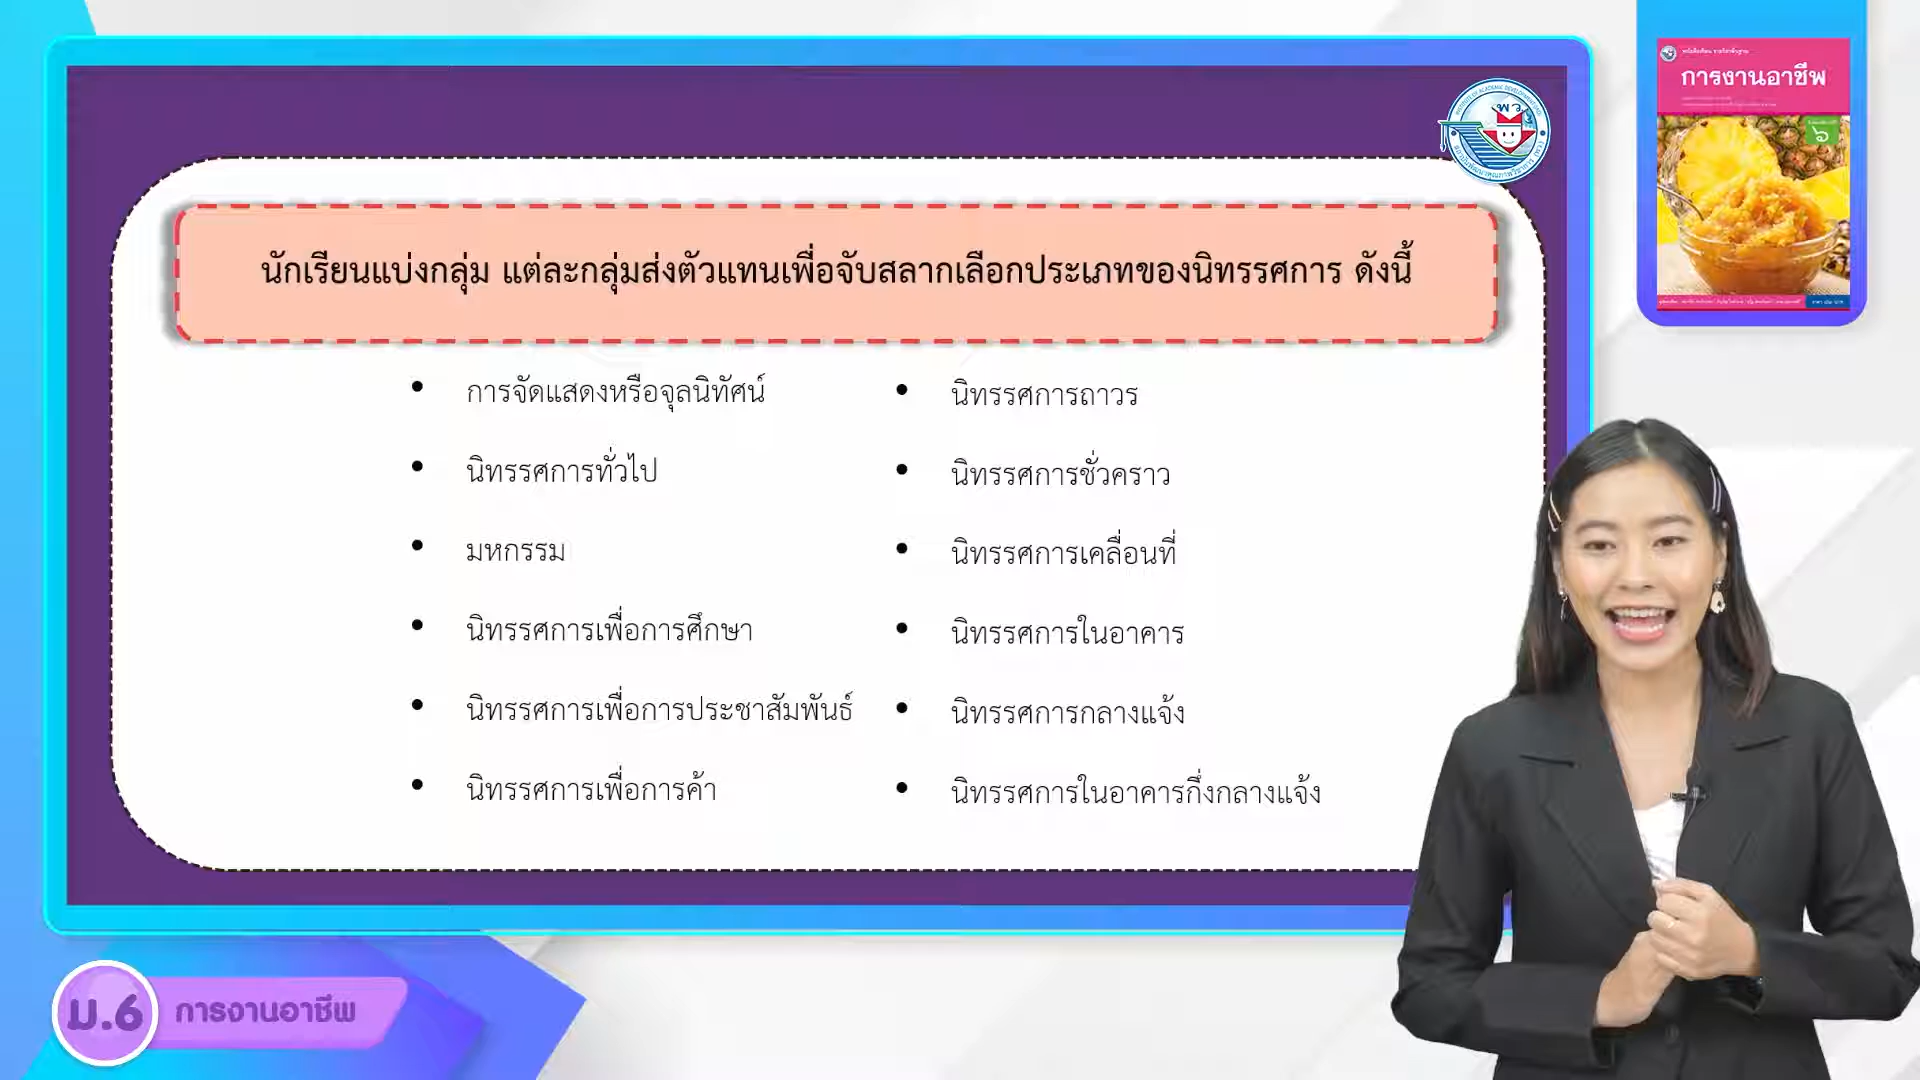 นักเรียนแบ่งกลุ่ม แต่ละกลุ่มส่งตัวแทนเพื่อจับสลากเลือกประเภทของนิทรรศการ ดังนี้
• การจัดแสดงหรือจุลนิทัศน์
• นิทรรศการทั่วไป
• มหกรรม
• นิทรรศการเพื่อการศึกษา
• นิทรรศการเพื่อการประชาสัมพันธ์
• นิทรรศการเพื่อการค้า
• นิทรรศการถาวร
• นิทรรศการชั่วคราว
• นิทรรศการเคลื่อนที่
• นิทรรศการในอาคาร
• นิทรรศการกลางแจ้ง
• นิทรรศการในอาคารกึ่งกลางแจ้ง
พว.
การงานอาชีพ
๖
ม.6
การงานอาชีพ